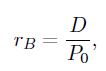 r_B = \frac{D}{P_0},